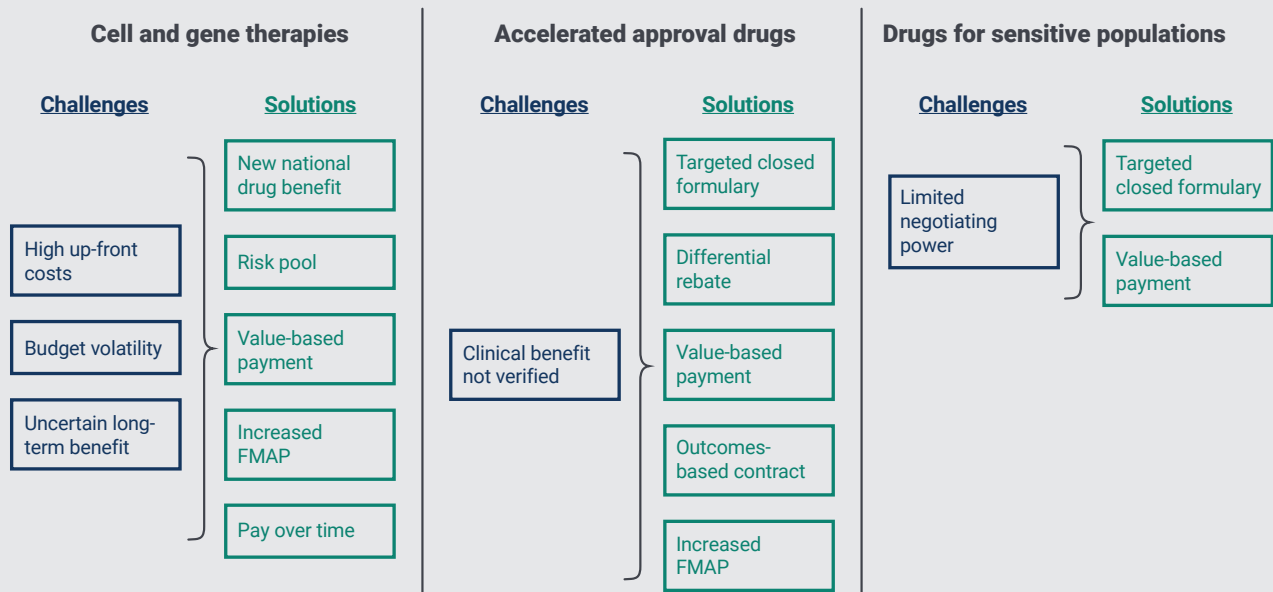 Cell and gene therapies
Challenges
Solutions
High up-front
costs
Budget volatility
Uncertain long-
term benefit
New national
drug benefit
Risk pool
Value-based
payment
Increased
FMAP
Pay over time
Accelerated approval drugs
Challenges
Solutions
Clinical benefit
not verified
Targeted closed
formulary
Differential
rebate
Value-based
payment
Outcomes-
based contract
Increased
FMAP
Drugs for sensitive populations
Challenges
Solutions
Limited
negotiating
power
Targeted
closed formulary
Value-based
payment